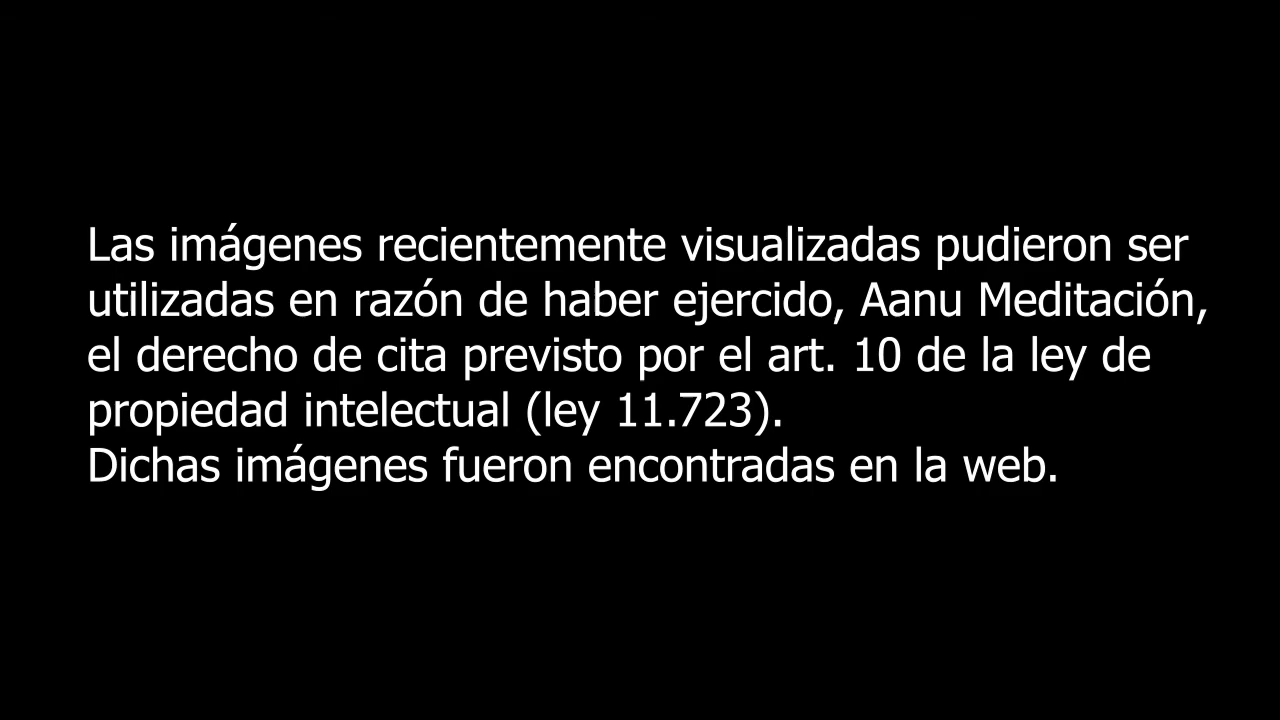 Las imágenes recientemente visualizadas pudieron ser
utilizadas en razón de haber ejercido, Aanu Meditación,
el derecho de cita previsto por el art. 10 de la ley de
propiedad intelectual (ley 11.723).
Dichas imágenes fueron encontradas en la web.